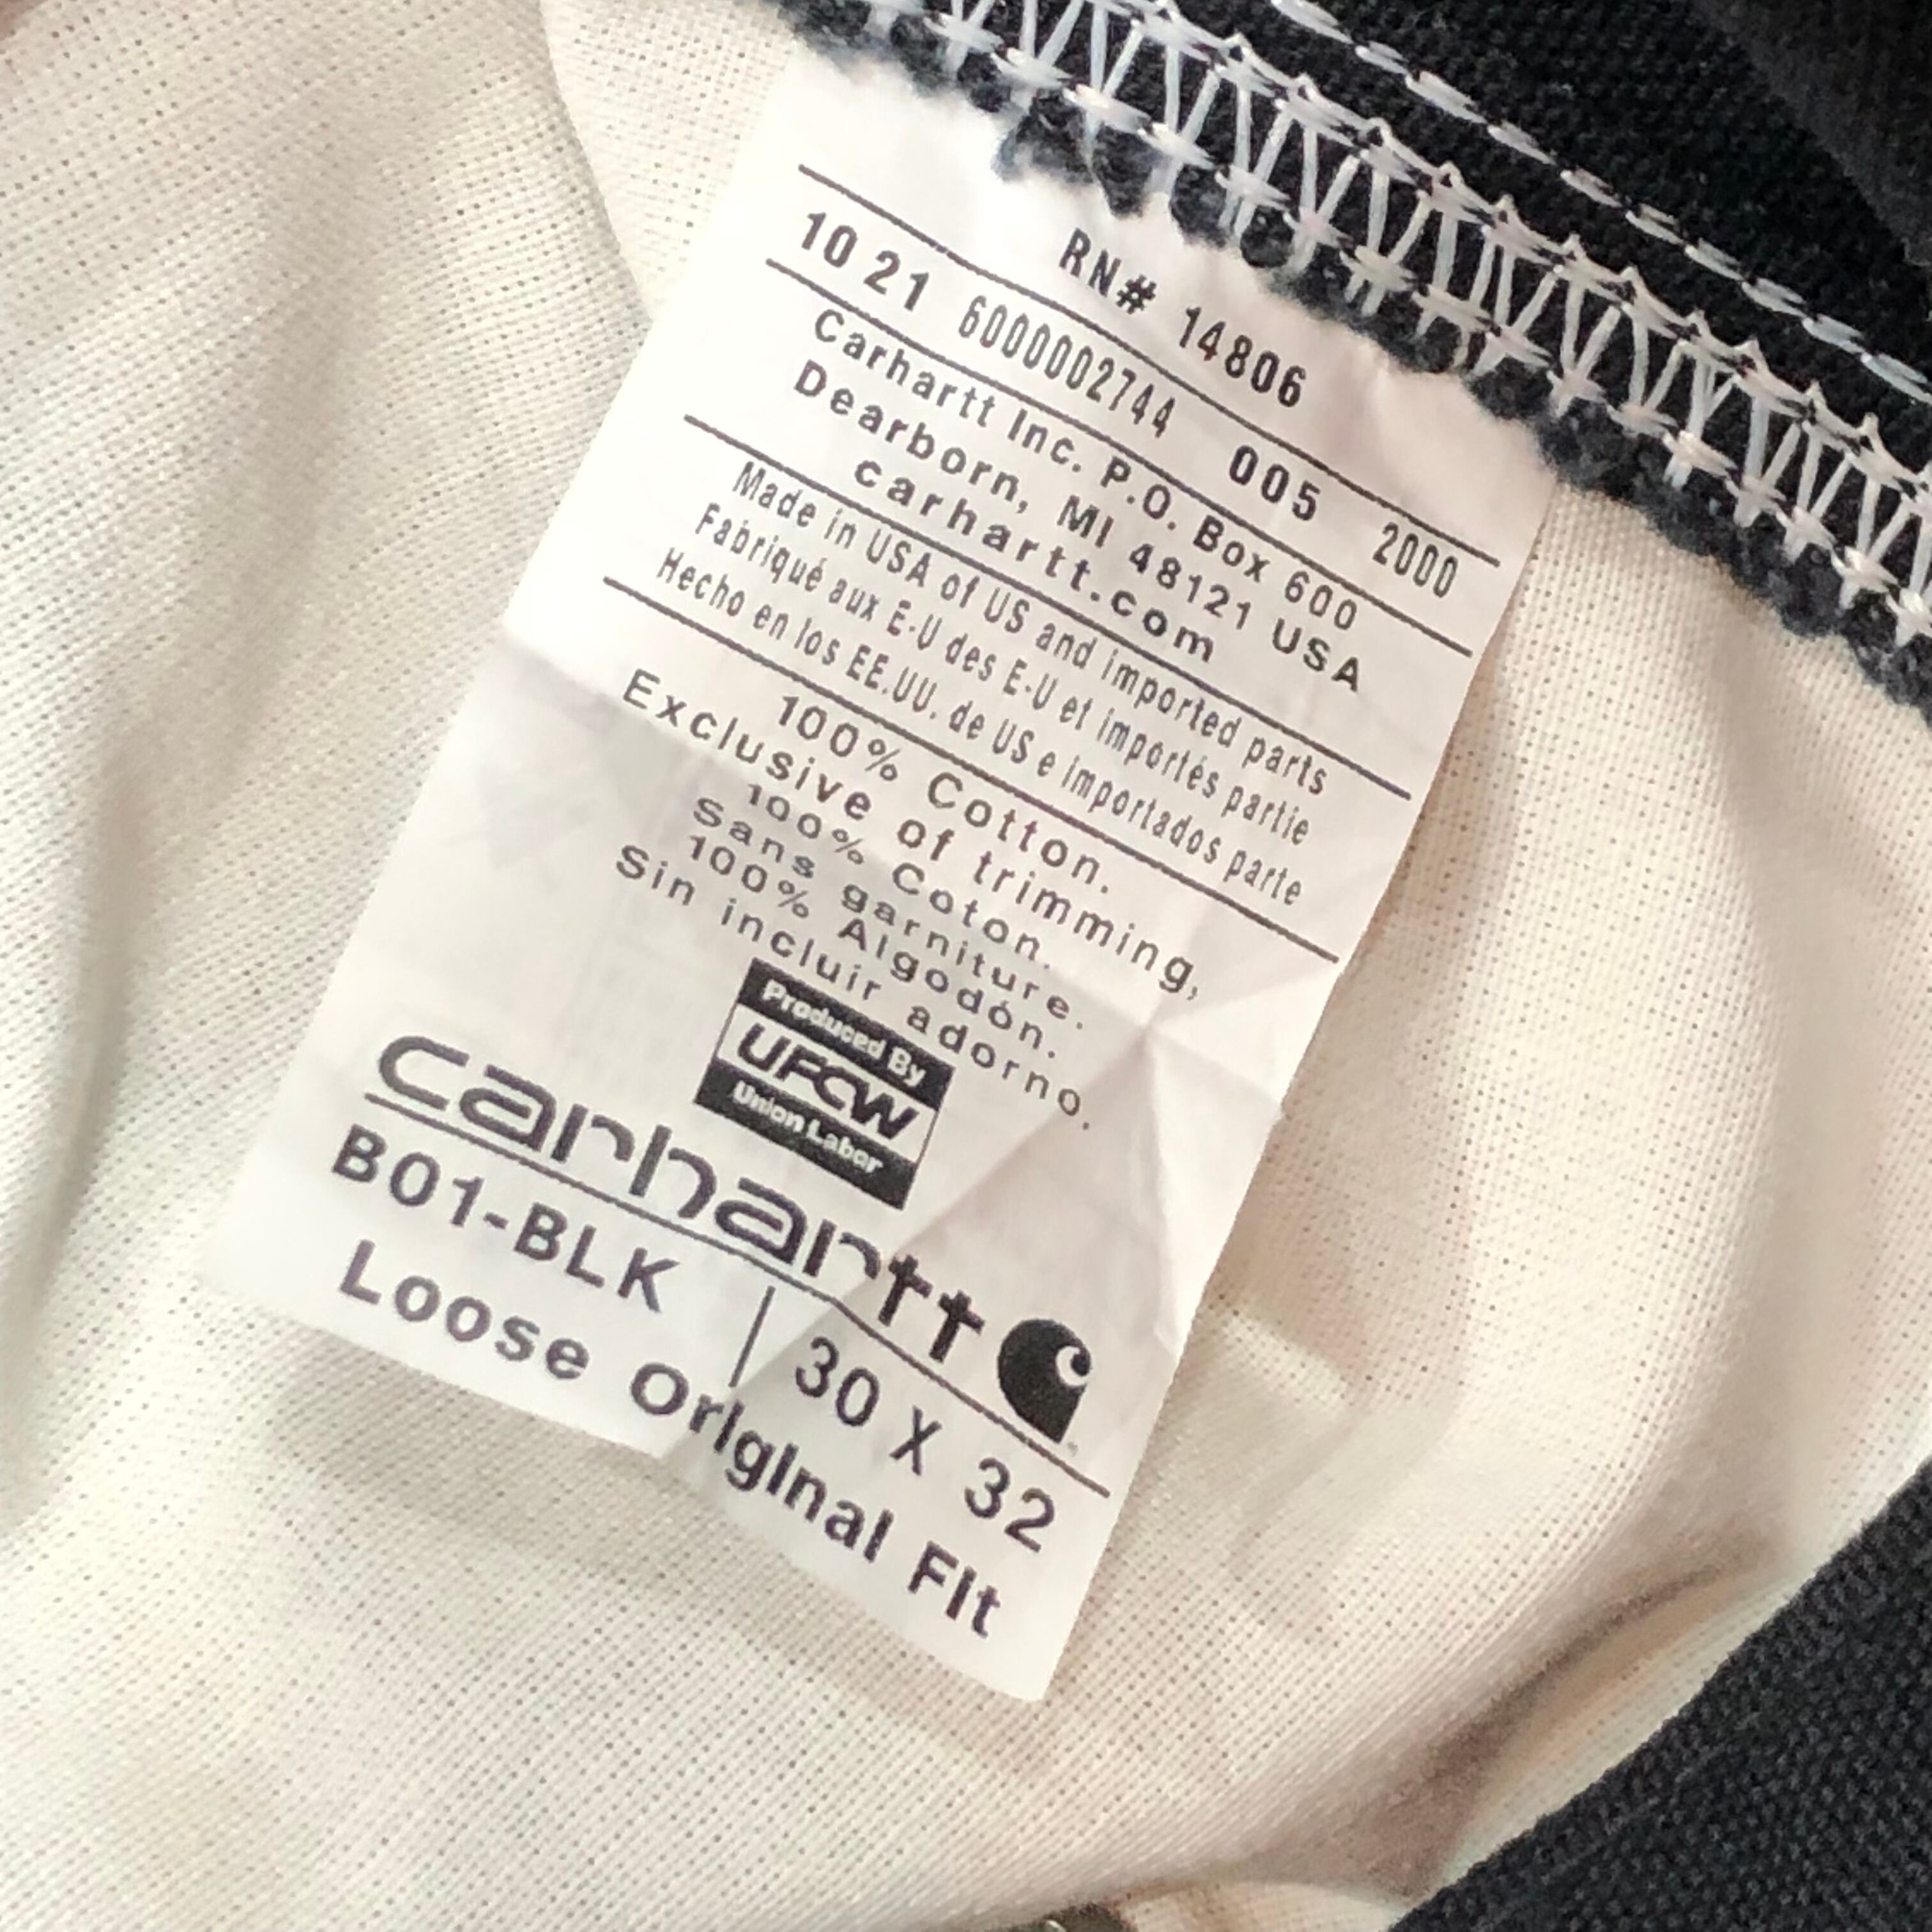 RN# 14806
10 21 600002744 005 2000
Carhartt Inc. P.O. Box 600
Dearborn, MI 48121 USA
carhartt.com
Made in USA of US and imported parts
Fabriqué aux E-U des E-U et importés partie
Hecho en los EE.UU. de US e importados parte
100% Cotton.
Exclusive of trimming,
100% Coton.
Sans garniture.
100% Algodón.
Sin incluír adorno.
Produced By
UFCW
Union Labor
carhartt
B01-BLK | 30 X 32
Loose Original Fit